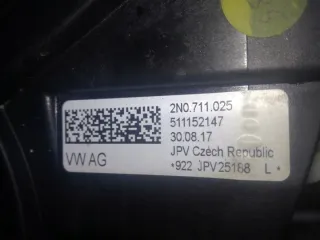 2N0.711.025
511152147
30.08.17
JPV Czech Republic
VW AG
*922 JPV25188 L •